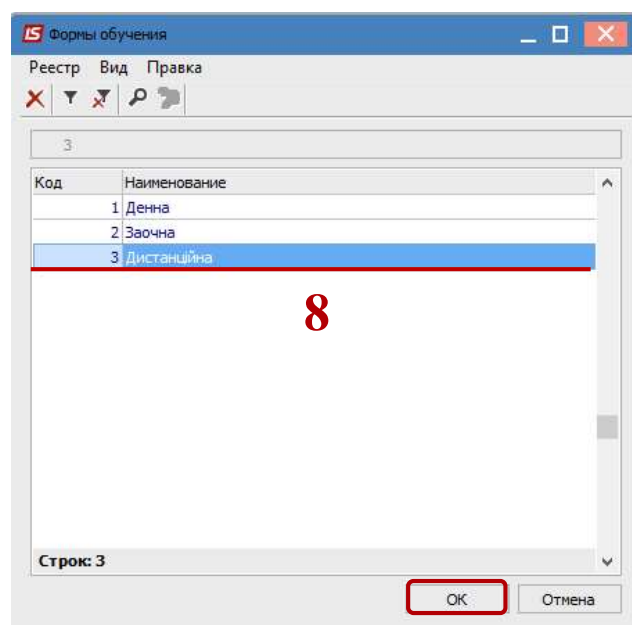 IS Формы обучения
Реестр Вид Правка
3
Код Наименование
1 Денна
2 Заочна
3 Дистанційна
8
Строк: 3
ОК Отмена